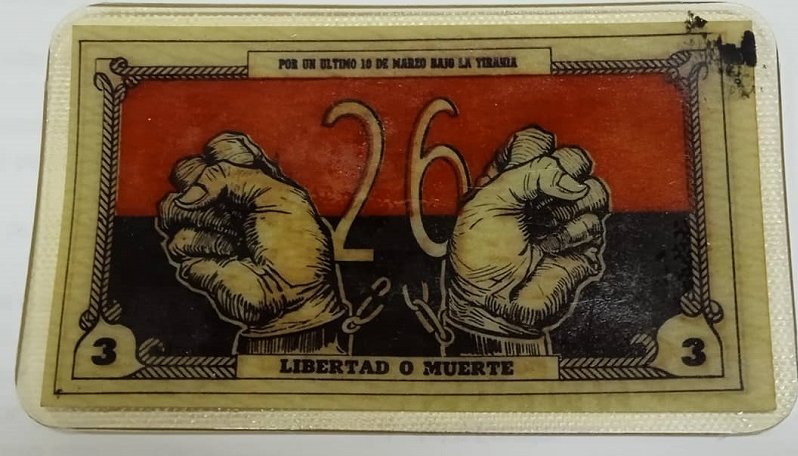 POR UN ULTIMO 10 DE MARZO BAJO LA TIRANIA
26
3
3
LIBERTAD O MUERTE